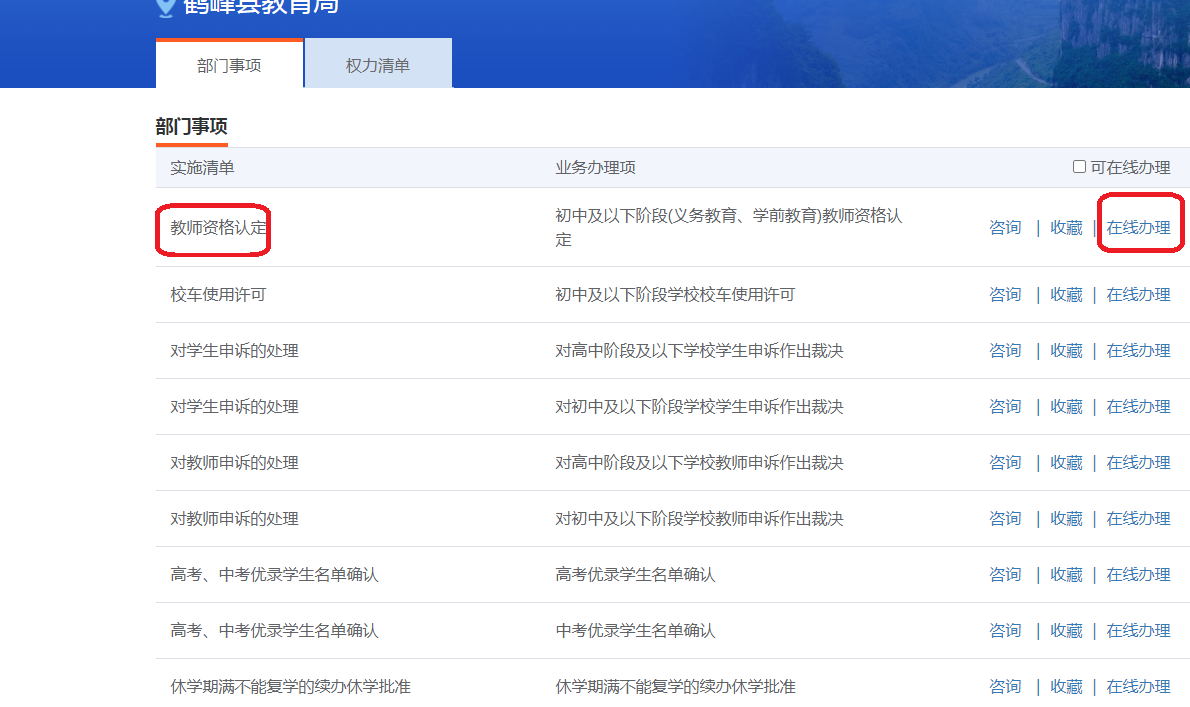 鹤峰县教育局
部门事项 权力清单
部门事项
实施清单 业务办理项 可在线办理
教师资格认定 初中及以下阶段(义务教育、学前教育)教师资格认 咨询 | 收藏 | 在线办理
定
校车使用许可 初中及以下阶段学校校车使用许可 咨询 | 收藏 | 在线办理
对学生申诉的处理 对高中阶段及以下学校学生申诉作出裁决 咨询 | 收藏 | 在线办理
对学生申诉的处理 对初中及以下阶段学校学生申诉作出裁决 咨询 | 收藏 | 在线办理
对教师申诉的处理 对高中阶段及以下学校教师申诉作出裁决 咨询 | 收藏 | 在线办理
对教师申诉的处理 对初中及以下阶段学校教师申诉作出裁决 咨询 | 收藏 | 在线办理
高考、中考优录学生名单确认 高考优录学生名单确认 咨询 | 收藏 | 在线办理
高考、中考优录学生名单确认 中考优录学生名单确认 咨询 | 收藏 | 在线办理
休学期满不能复学的续办休学批准 休学期满不能复学的续办休学批准 咨询 | 收藏 | 在线办理